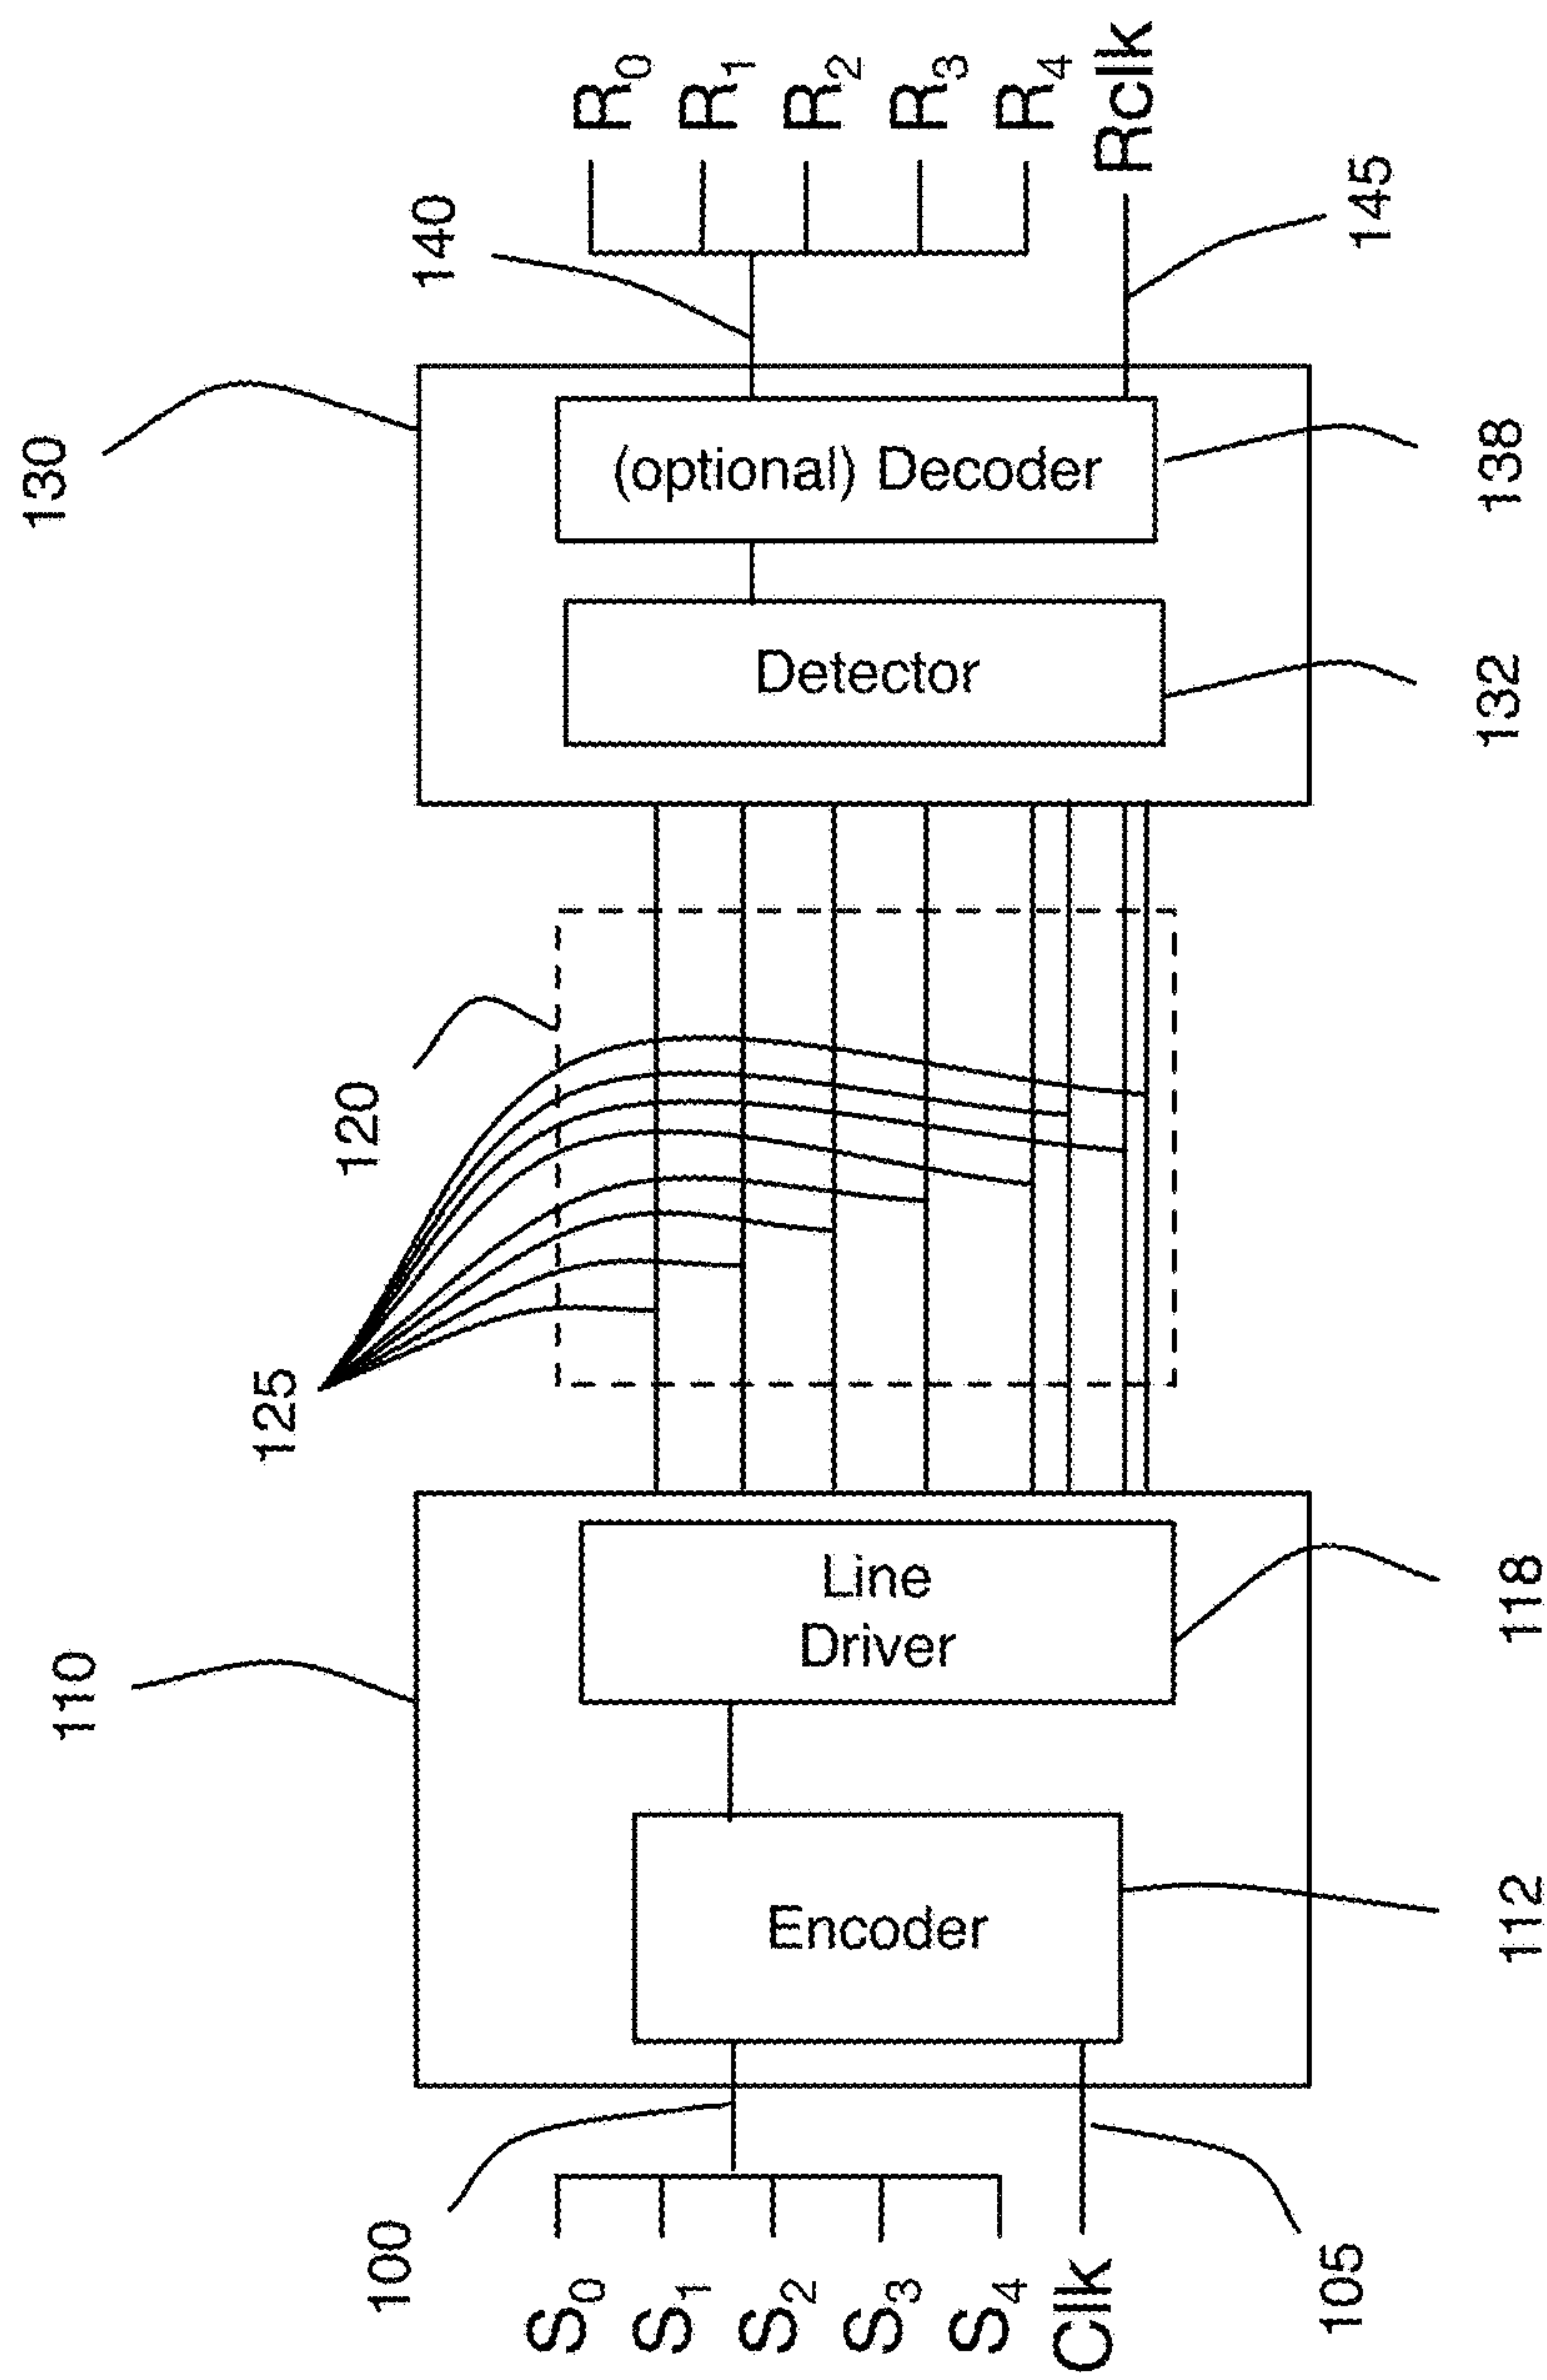 110
120
125
130
140
100
S0
S1
S2
S3
S4
Clk
105
Encoder
112
Line
Driver
118
Detector
132
(optional) Decoder
138
R0
R1
R2
R3
R4
Rclk
145